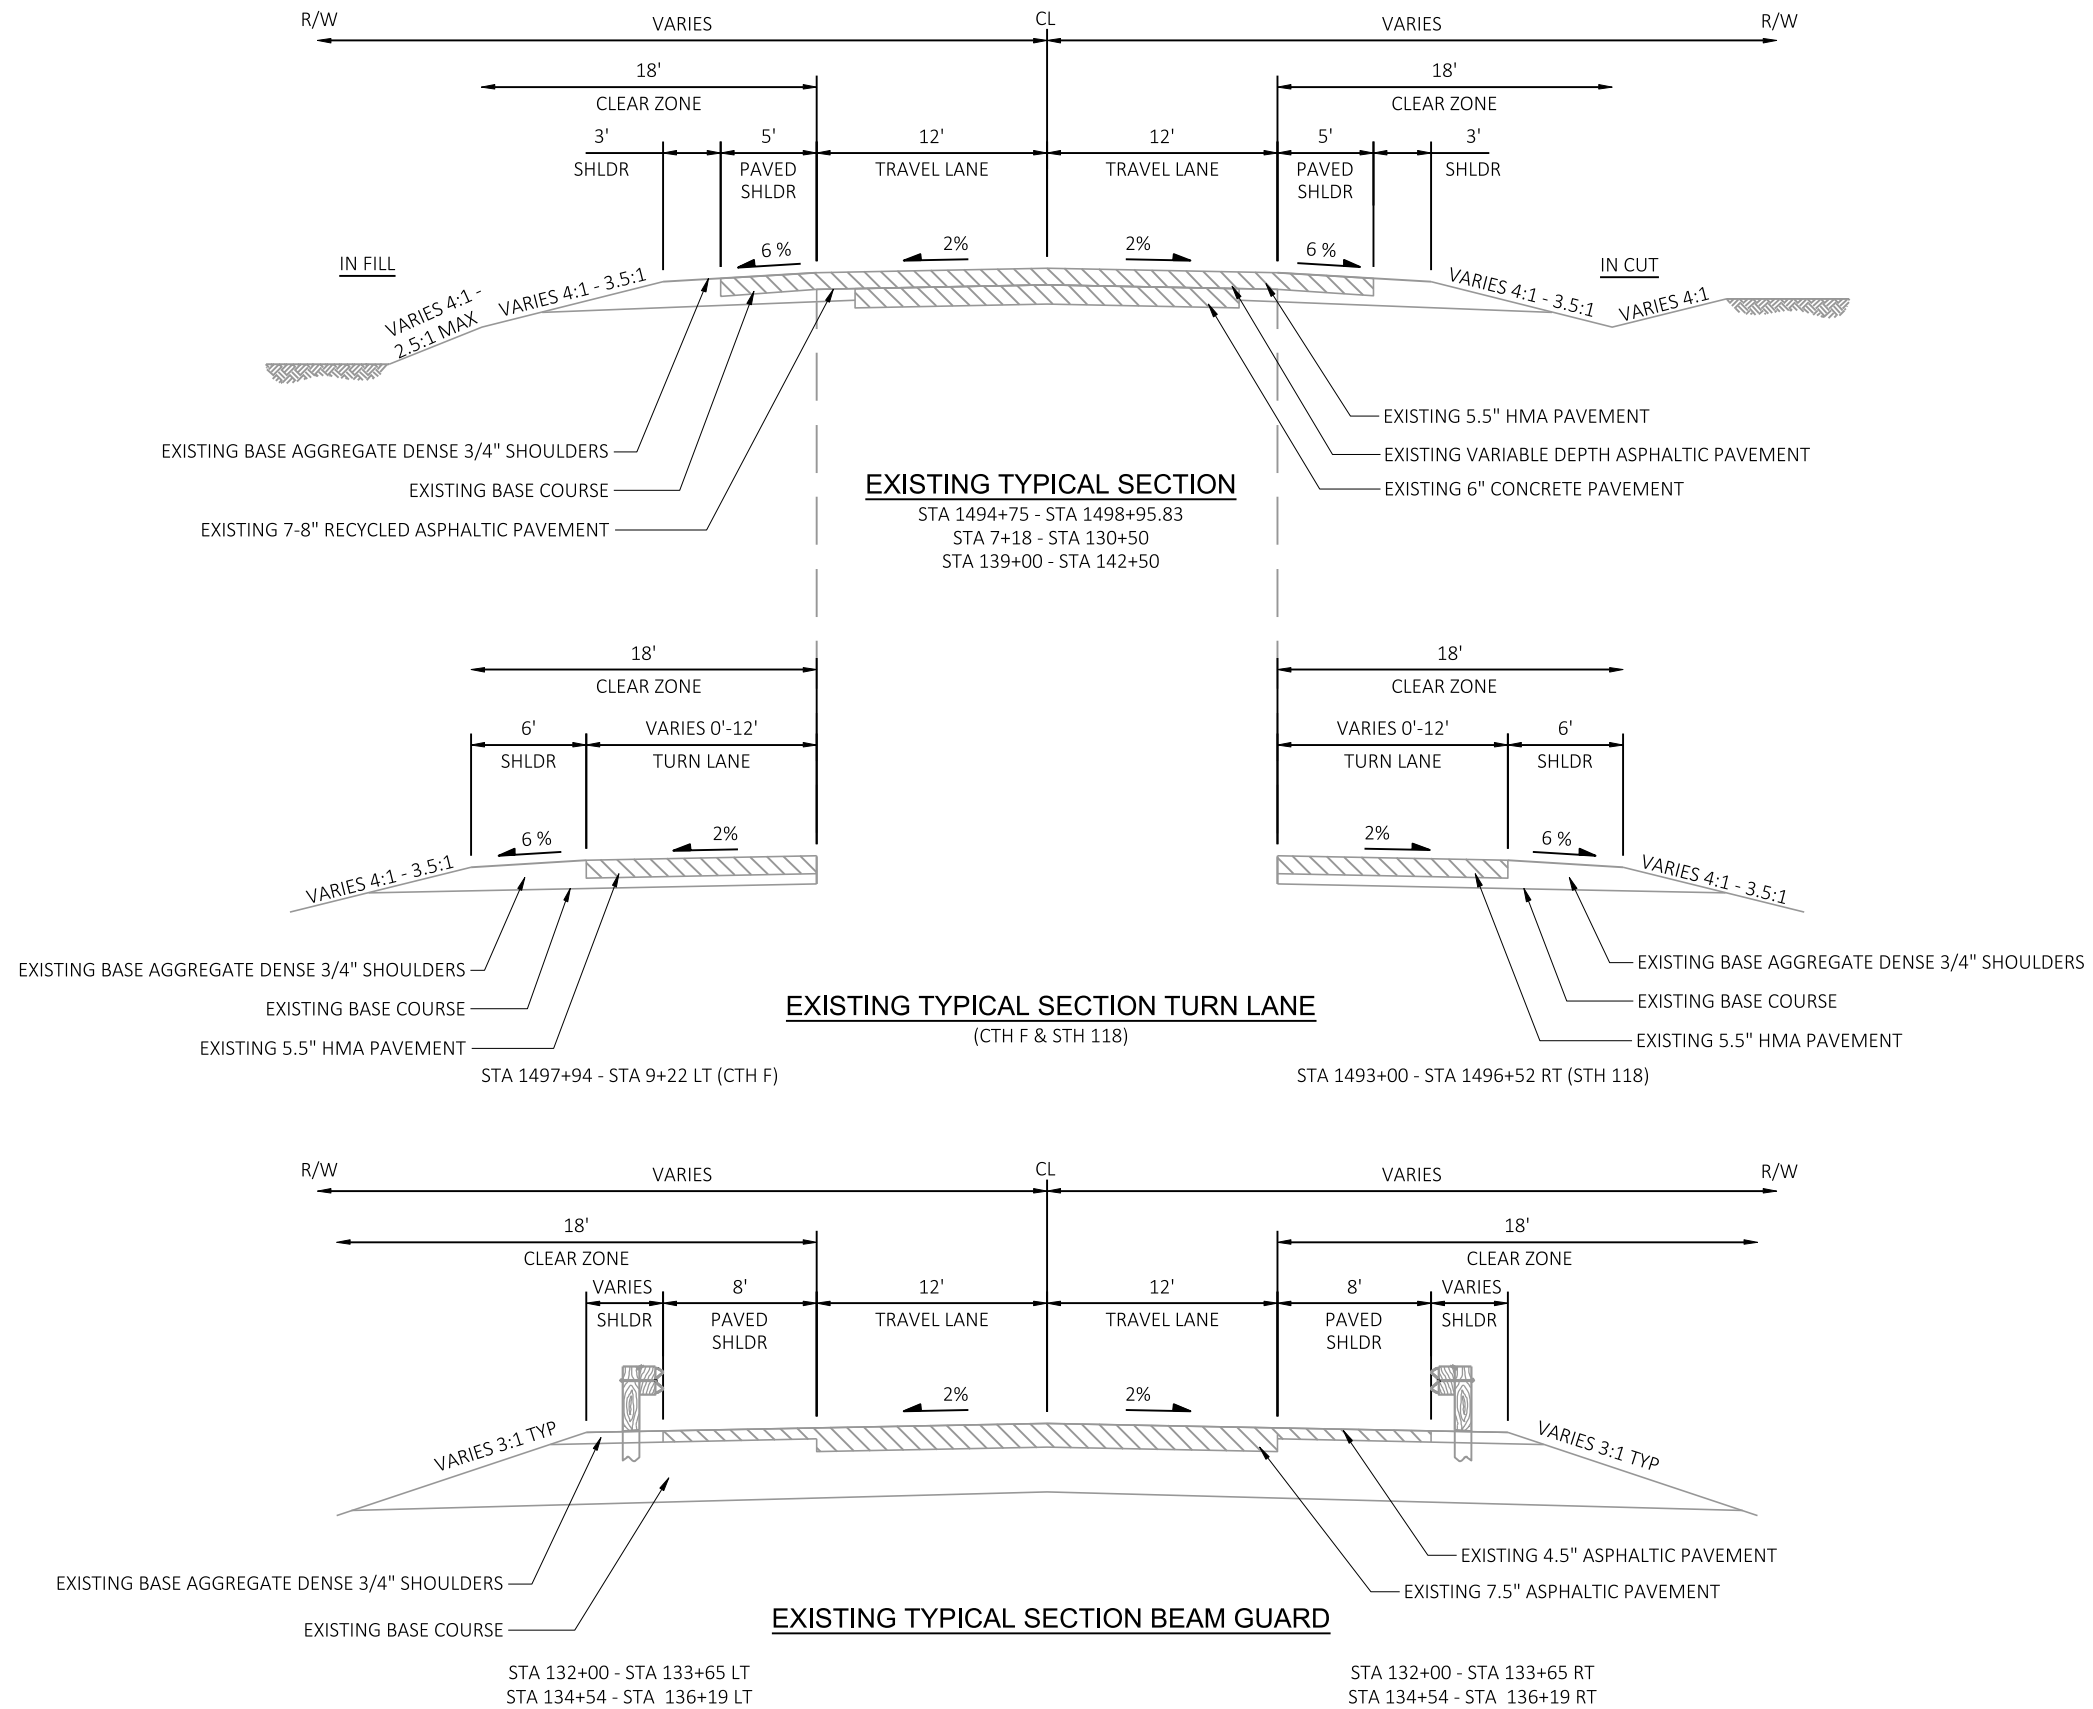 R/W
VARIES
CL
VARIES
R/W
18'
CLEAR ZONE
18'
CLEAR ZONE
3'
SHLDR
5'
PAVED
SHLDR
12'
TRAVEL LANE
12'
TRAVEL LANE
5'
PAVED
SHLDR
3'
SHLDR
6 %
2%
2%
6 %
IN FILL
IN CUT
VARIES 4:1 -
2.5:1 MAX
VARIES 4:1 - 3.5:1
VARIES 4:1 - 3.5:1
VARIES 4:1
EXISTING BASE AGGREGATE DENSE 3/4" SHOULDERS
EXISTING BASE COURSE
EXISTING 7-8" RECYCLED ASPHALTIC PAVEMENT
EXISTING 5.5" HMA PAVEMENT
EXISTING VARIABLE DEPTH ASPHALTIC PAVEMENT
EXISTING 6" CONCRETE PAVEMENT
EXISTING TYPICAL SECTION
STA 1494+75 - STA 1498+95.83
STA 7+18 - STA 130+50
STA 139+00 - STA 142+50
18'
CLEAR ZONE
18'
CLEAR ZONE
6'
SHLDR
VARIES 0'-12'
TURN LANE
VARIES 0'-12'
TURN LANE
6'
SHLDR
6 %
2%
2%
6 %
VARIES 4:1 - 3.5:1
VARIES 4:1 - 3.5:1
EXISTING BASE AGGREGATE DENSE 3/4" SHOULDERS
EXISTING BASE COURSE
EXISTING 5.5" HMA PAVEMENT
EXISTING BASE AGGREGATE DENSE 3/4" SHOULDERS
EXISTING BASE COURSE
EXISTING 5.5" HMA PAVEMENT
EXISTING TYPICAL SECTION TURN LANE
(CTH F & STH 118)
STA 1497+94 - STA 9+22 LT (CTH F)
STA 1493+00 - STA 1496+52 RT (STH 118)
R/W
VARIES
CL
VARIES
R/W
18'
CLEAR ZONE
18'
CLEAR ZONE
VARIES
SHLDR
8'
PAVED
SHLDR
12'
TRAVEL LANE
12'
TRAVEL LANE
8'
PAVED
SHLDR
VARIES
SHLDR
2%
2%
VARIES 3:1 TYP
VARIES 3:1 TYP
EXISTING BASE AGGREGATE DENSE 3/4" SHOULDERS
EXISTING BASE COURSE
EXISTING 4.5" ASPHALTIC PAVEMENT
EXISTING 7.5" ASPHALTIC PAVEMENT
EXISTING TYPICAL SECTION BEAM GUARD
STA 132+00 - STA 133+65 LT
STA 134+54 - STA 136+19 LT
STA 132+00 - STA 133+65 RT
STA 134+54 - STA 136+19 RT